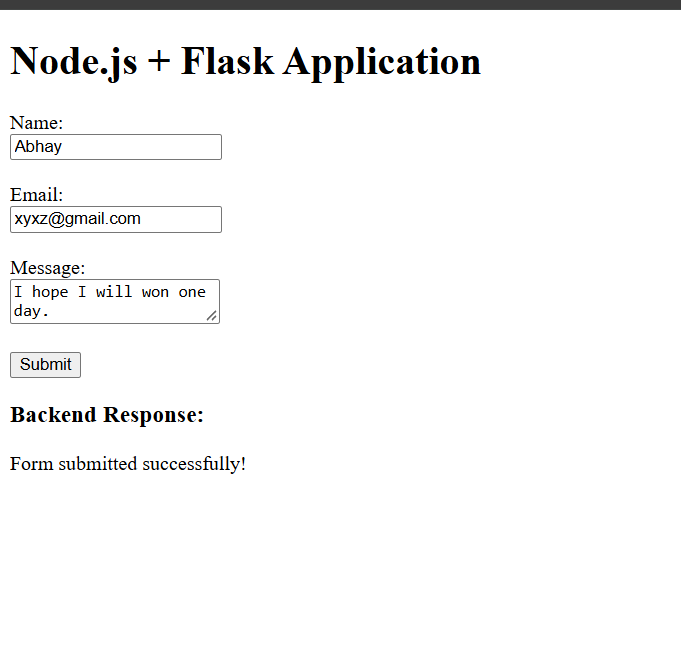 Node.js + Flask Application
Name:
Abhay
Email:
xyxz@gmail.com
Message:
I hope I will won one
day.
Submit
Backend Response:
Form submitted successfully!